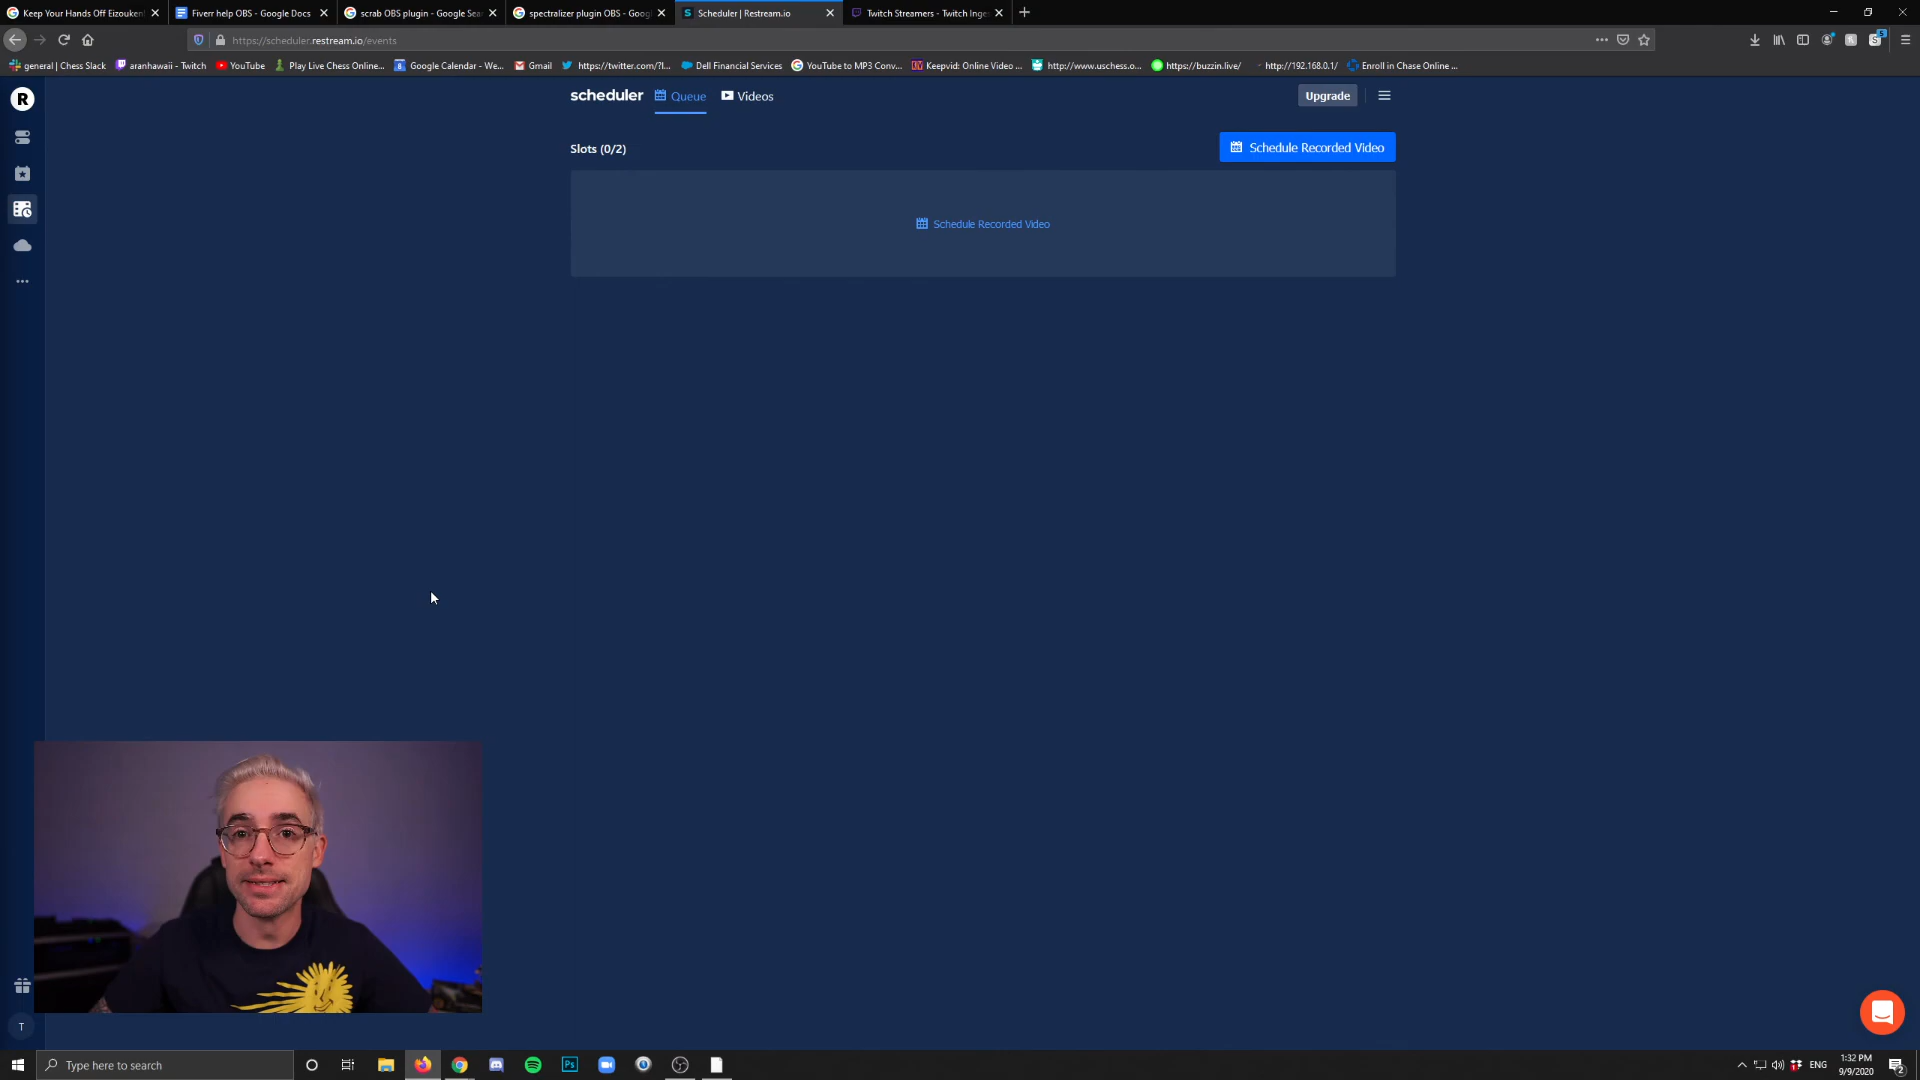 Keep Your Hands Off Eizouken!
Fiverr help OBS - Google Docs
scrab OBS plugin - Google Sea
spectralizer plugin OBS - Goog
Scheduler | Restream.io
Twitch Streamers - Twitch Inge
https://scheduler.restream.io/events
general | Chess Slack
aranhawaii - Twitch
YouTube
Play Live Chess Online...
Google Calendar - We...
Gmail
https://twitter.com/?l...
Dell Financial Services
YouTube to MP3 Conv...
Keepvid: Online Video ...
http://www.uschess.o...
https://buzzin.live/
http://192.168.0.1/
Enroll in Chase Online ...
R
scheduler
Queue
Videos
Upgrade
Slots (0/2)
Schedule Recorded Video
Schedule Recorded Video
T
Type here to search
Ps
ENG
1:32 PM
9/9/2020
2